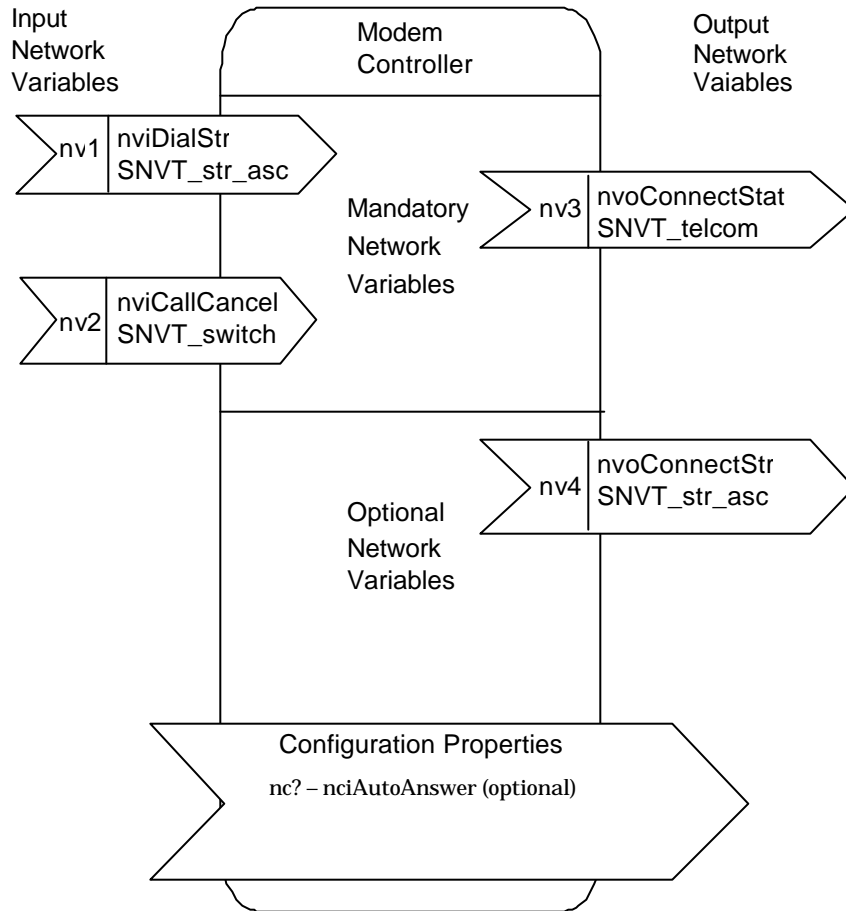 Input
Network
Variables
Modem
Controller
Output
Network
Vaiables
nv1
nviDialStr
SNVT_str_asc
Mandatory
Network
Variables
nv3
nvoConnectStat
SNVT_telcom
nv2
nviCallCancel
SNVT_switch
nv4
nvoConnectStr
SNVT_str_asc
Optional
Network
Variables
Configuration Properties
nc? – nciAutoAnswer (optional)